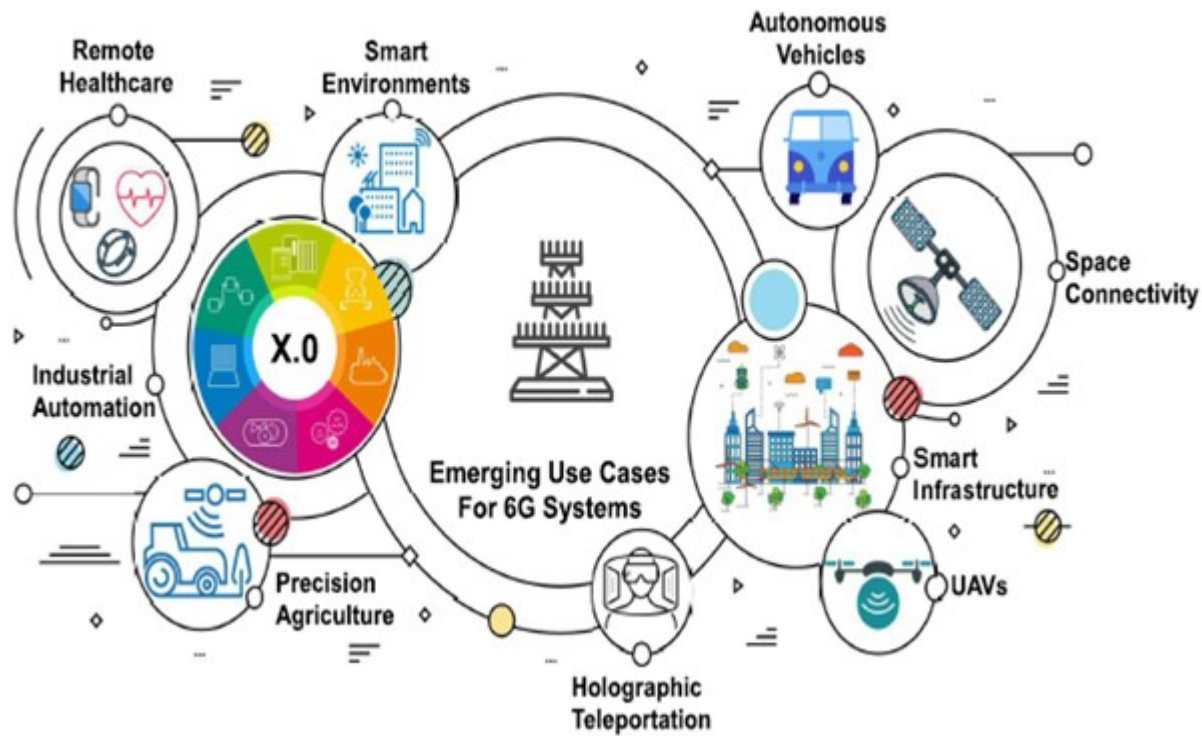 Remote
Healthcare
Smart
Environments
Autonomous
Vehicles
Space
Connectivity
X.0
Industrial
Automation
Emerging Use Cases
For 6G Systems
Smart
Infrastructure
Precision
Agriculture
UAVs
Holographic
Teleportation